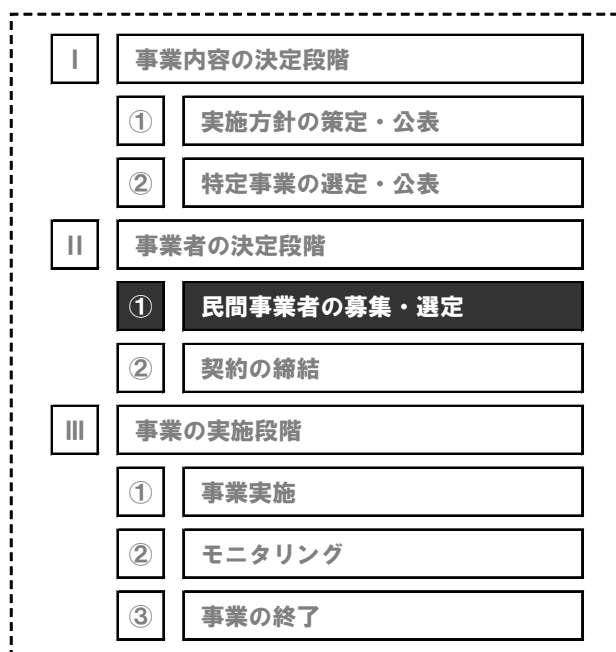 Ⅰ 事業内容の決定段階
① 実施方針の策定・公表
② 特定事業の選定・公表
Ⅱ 事業者の決定段階
① 民間事業者の募集・選定
② 契約の締結
Ⅲ 事業の実施段階
① 事業実施
② モニタリング
③ 事業の終了